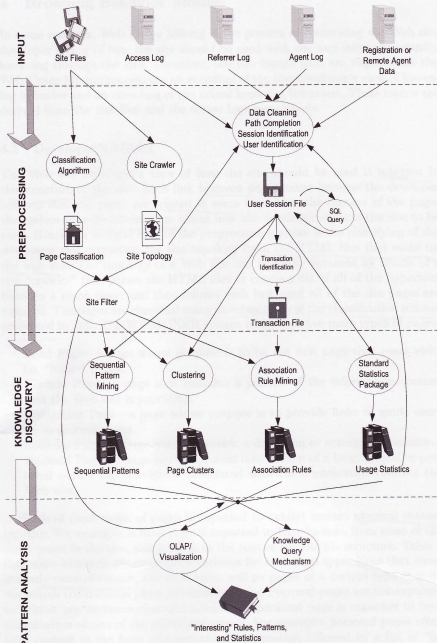 INPUT
Site Files
Access Log
Referrer Log
Agent Log
Registration or
Remote Agent
Data
Data Cleaning
Path Completion
Session Identification
User Identification
PREPROCESSING
Classification
Algorithm
Site Crawler
User Session File
SQL
Query
Page Classification
Site Topology
Transaction
Identification
Site Filter
Transaction File
KNOWLEDGE
DISCOVERY
Sequential
Pattern
Mining
Clustering
Association
Rule Mining
Standard
Statistics
Package
Sequential Patterns
Page Clusters
Association Rules
Usage Statistics
PATTERN ANALYSIS
OLAP/
Visualization
Knowledge
Query
Mechanism
"Interesting" Rules, Patterns,
and Statistics